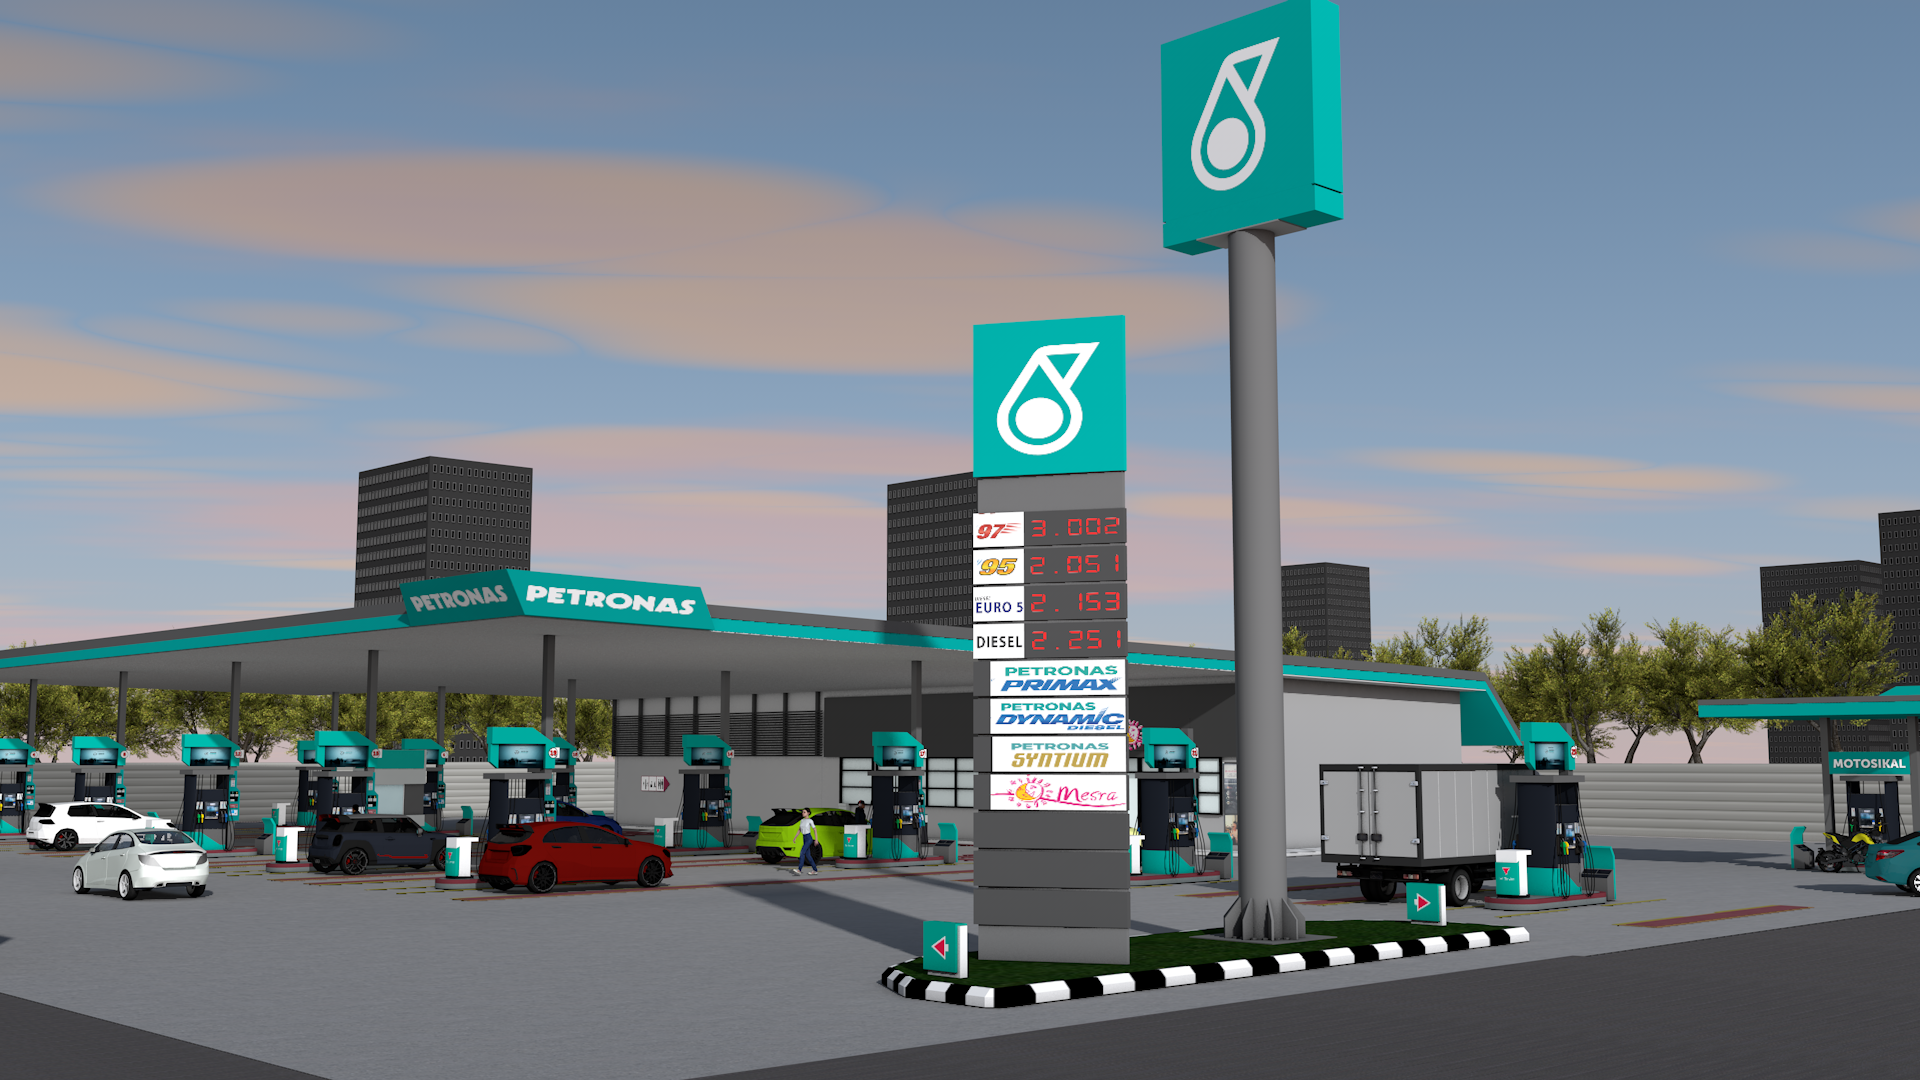 PETRONAS
PETRONAS
97 3.002
95 2.051
EURO 5 2.153
DIESEL 2.251
PETRONAS
PRIMAX
PETRONAS
DYNAMIC
DIESEL
PETRONAS
SYNTIUM
Mesra
MOTOSIKAL